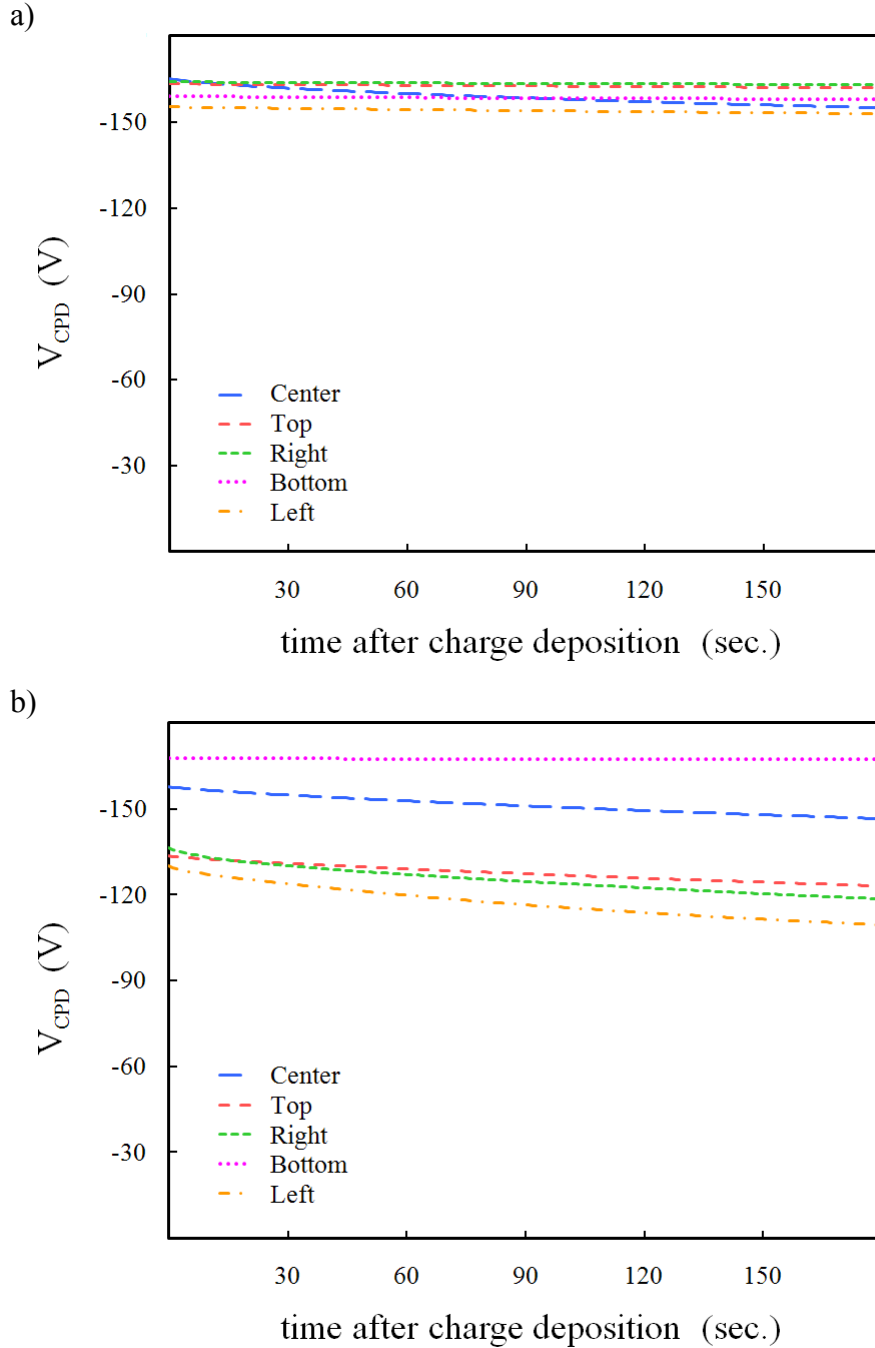 a)
-150
-120
-90
-60
-30
V_CPD (V)
Center
Top
Right
Bottom
Left
30 60 90 120 150
time after charge deposition (sec.)
b)
-150
-120
-90
-60
-30
V_CPD (V)
Center
Top
Right
Bottom
Left
30 60 90 120 150
time after charge deposition (sec.)